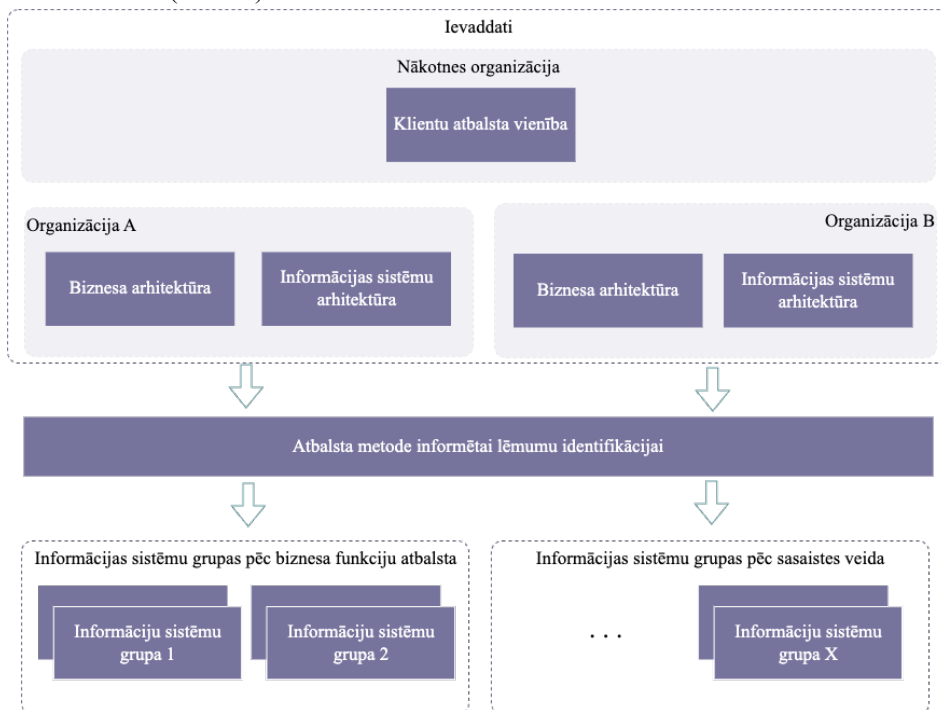 Ievaddati
Nākotnes organizācija
Klientu atbalsta vienība
Organizācija A
Organizācija B
Biznesa arhitektūra
Informācijas sistēmu
arhitektūra
Biznesa arhitektūra
Informācijas sistēmu
arhitektūra
Atbalsta metode informētai lēmumu identifikācijai
Informācijas sistēmu grupas pēc biznesa funkciju atbalsta
Informācijas sistēmu grupas pēc sasaistes veida
Informāciju sistēmu
grupa 1
Informāciju sistēmu
grupa 2
. . .
Informāciju sistēmu
grupa X